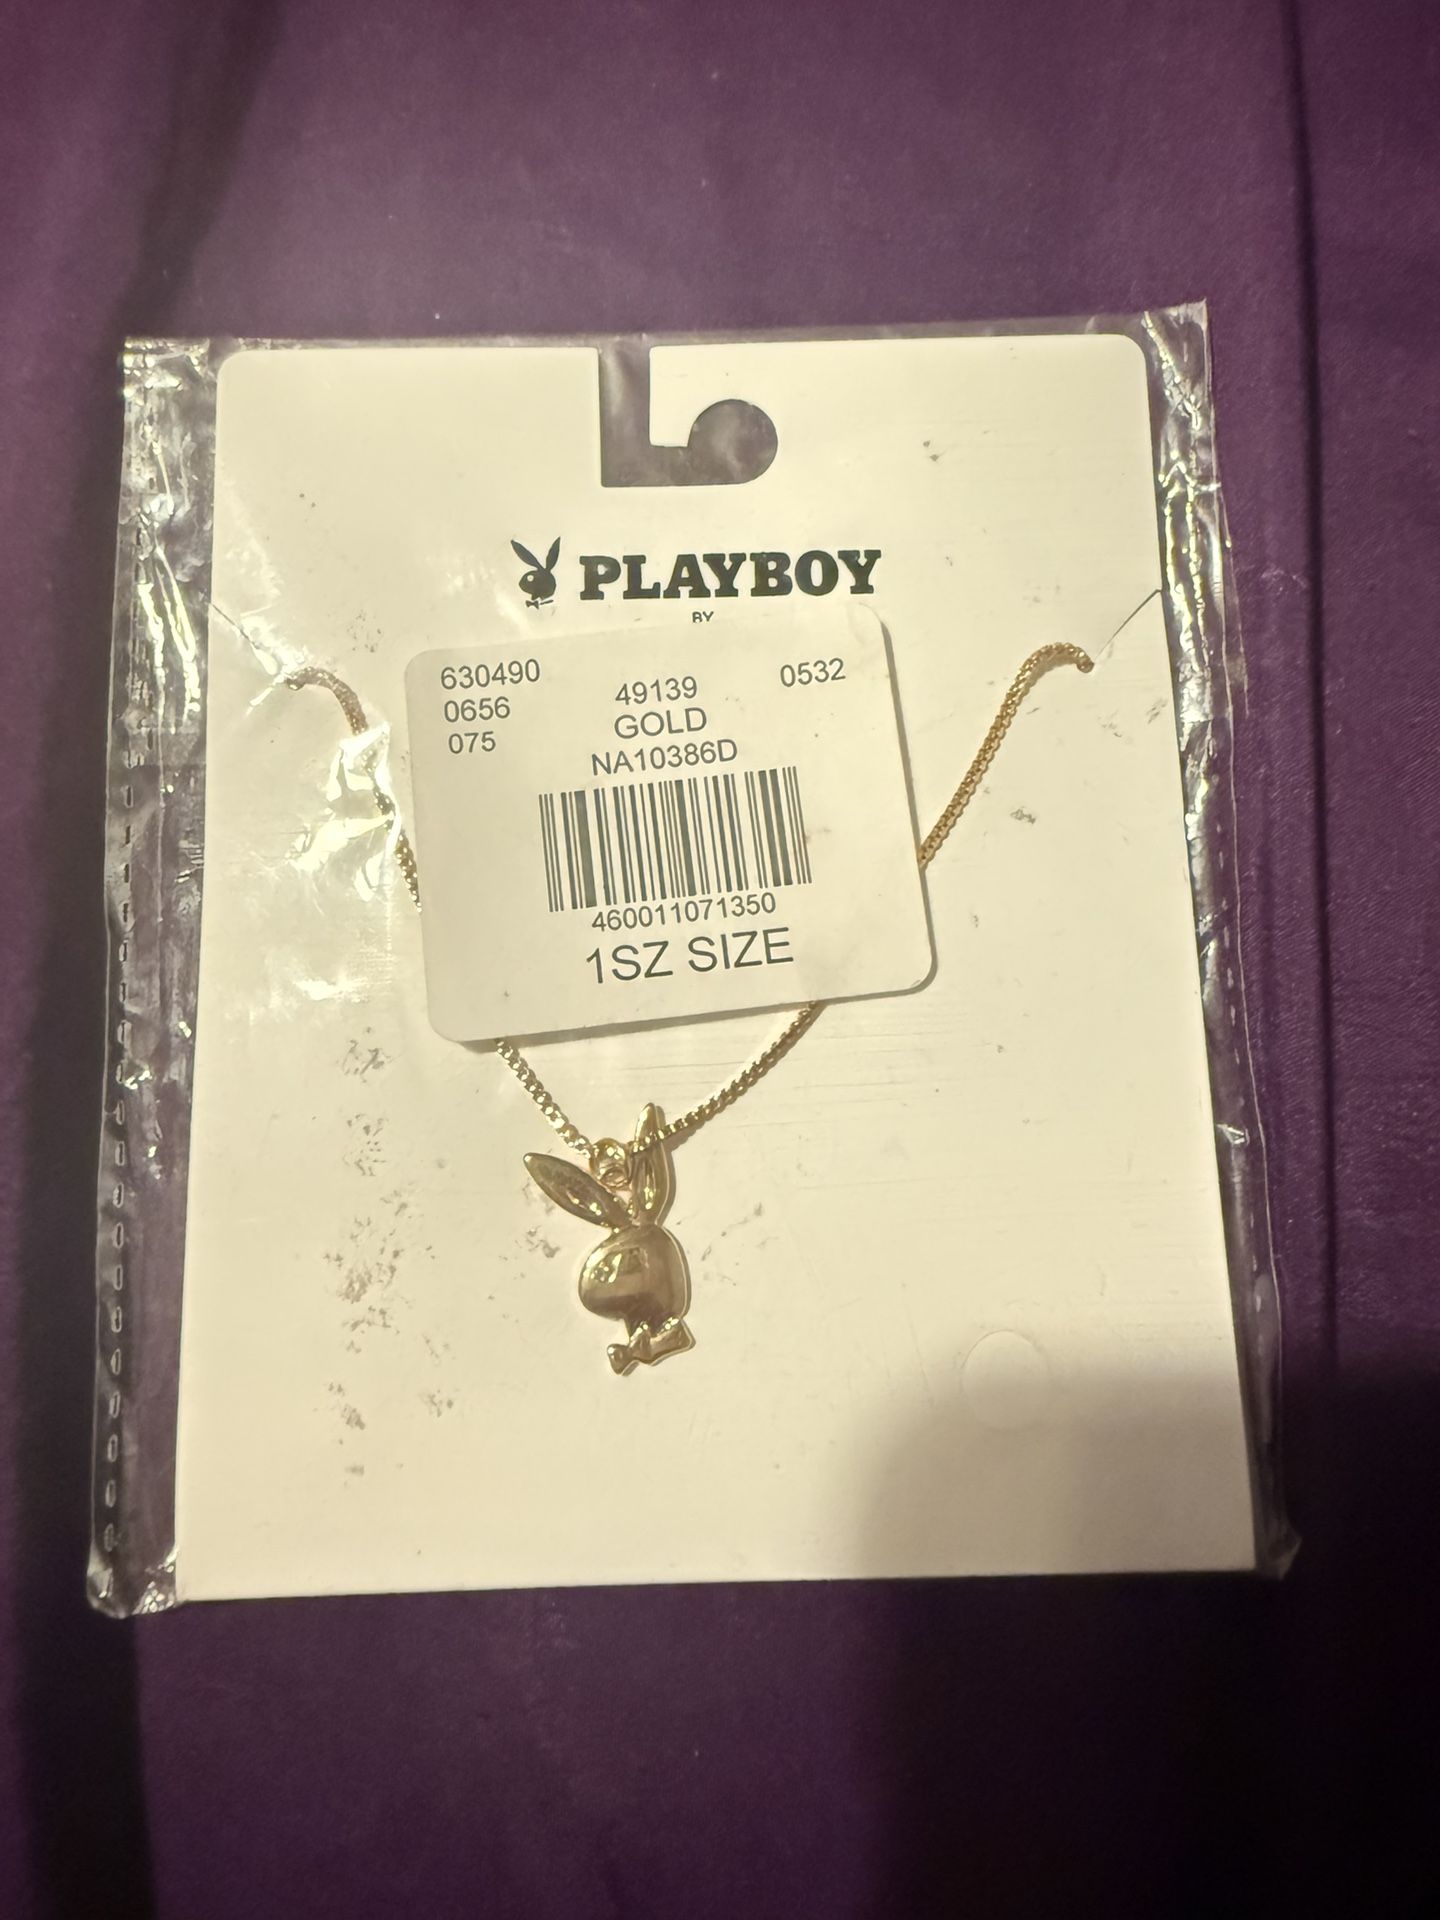 PLAYBOY
BY
630490
0656
075
49139
GOLD
NA10386D
0532
460011071350
1SZ SIZE